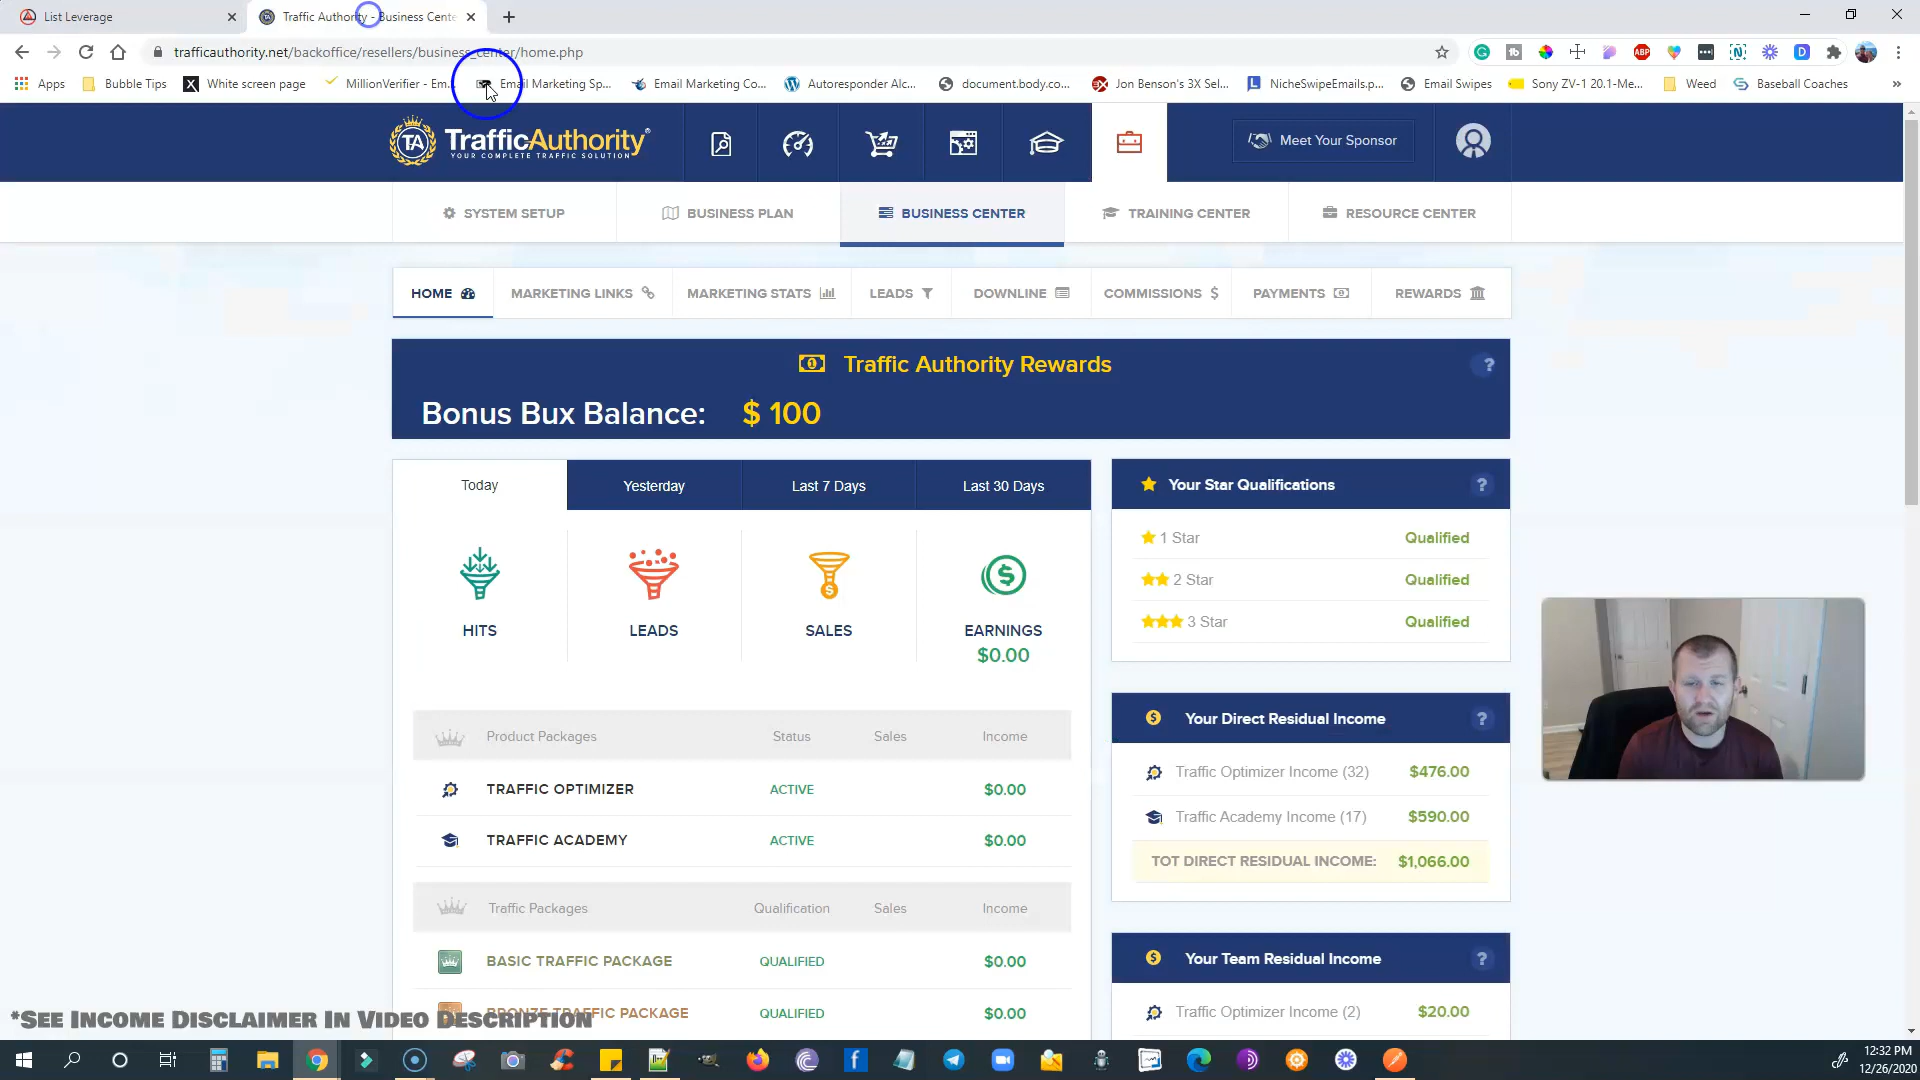 List Leverage
Traffic Authority - Business Cente
trafficauthority.net/backoffice/resellers/business_center/home.php
Apps
Bubble Tips
White screen page
MillionVerifier - Em...
Email Marketing Sp...
Email Marketing Co...
Autoresponder Alc...
document.body.co...
Jon Benson's 3X Sel...
NicheSwipeEmails.p...
Email Swipes
Sony ZV-1 20.1-Me...
Weed
Baseball Coaches
»
TA
TrafficAuthority®
YOUR COMPLETE TRAFFIC SOLUTION
Meet Your Sponsor
SYSTEM SETUP
BUSINESS PLAN
BUSINESS CENTER
TRAINING CENTER
RESOURCE CENTER
HOME
MARKETING LINKS
MARKETING STATS
LEADS
DOWNLINE
COMMISSIONS $
PAYMENTS
REWARDS
Traffic Authority Rewards
?
Bonus Bux Balance: $ 100
Today
Yesterday
Last 7 Days
Last 30 Days
HITS
LEADS
SALES
EARNINGS
$0.00
Product Packages Status Sales Income
TRAFFIC OPTIMIZER ACTIVE $0.00
TRAFFIC ACADEMY ACTIVE $0.00
Traffic Packages Qualification Sales Income
BASIC TRAFFIC PACKAGE QUALIFIED $0.00
BRONZE TRAFFIC PACKAGE QUALIFIED $0.00
Your Star Qualifications ?
1 Star Qualified
2 Star Qualified
3 Star Qualified
Your Direct Residual Income ?
Traffic Optimizer Income (32) $476.00
Traffic Academy Income (17) $590.00
TOT DIRECT RESIDUAL INCOME: $1,066.00
Your Team Residual Income ?
Traffic Optimizer Income (2) $20.00
*SEE INCOME DISCLAIMER IN VIDEO DESCRIPTION
12:32 PM
12/26/2020